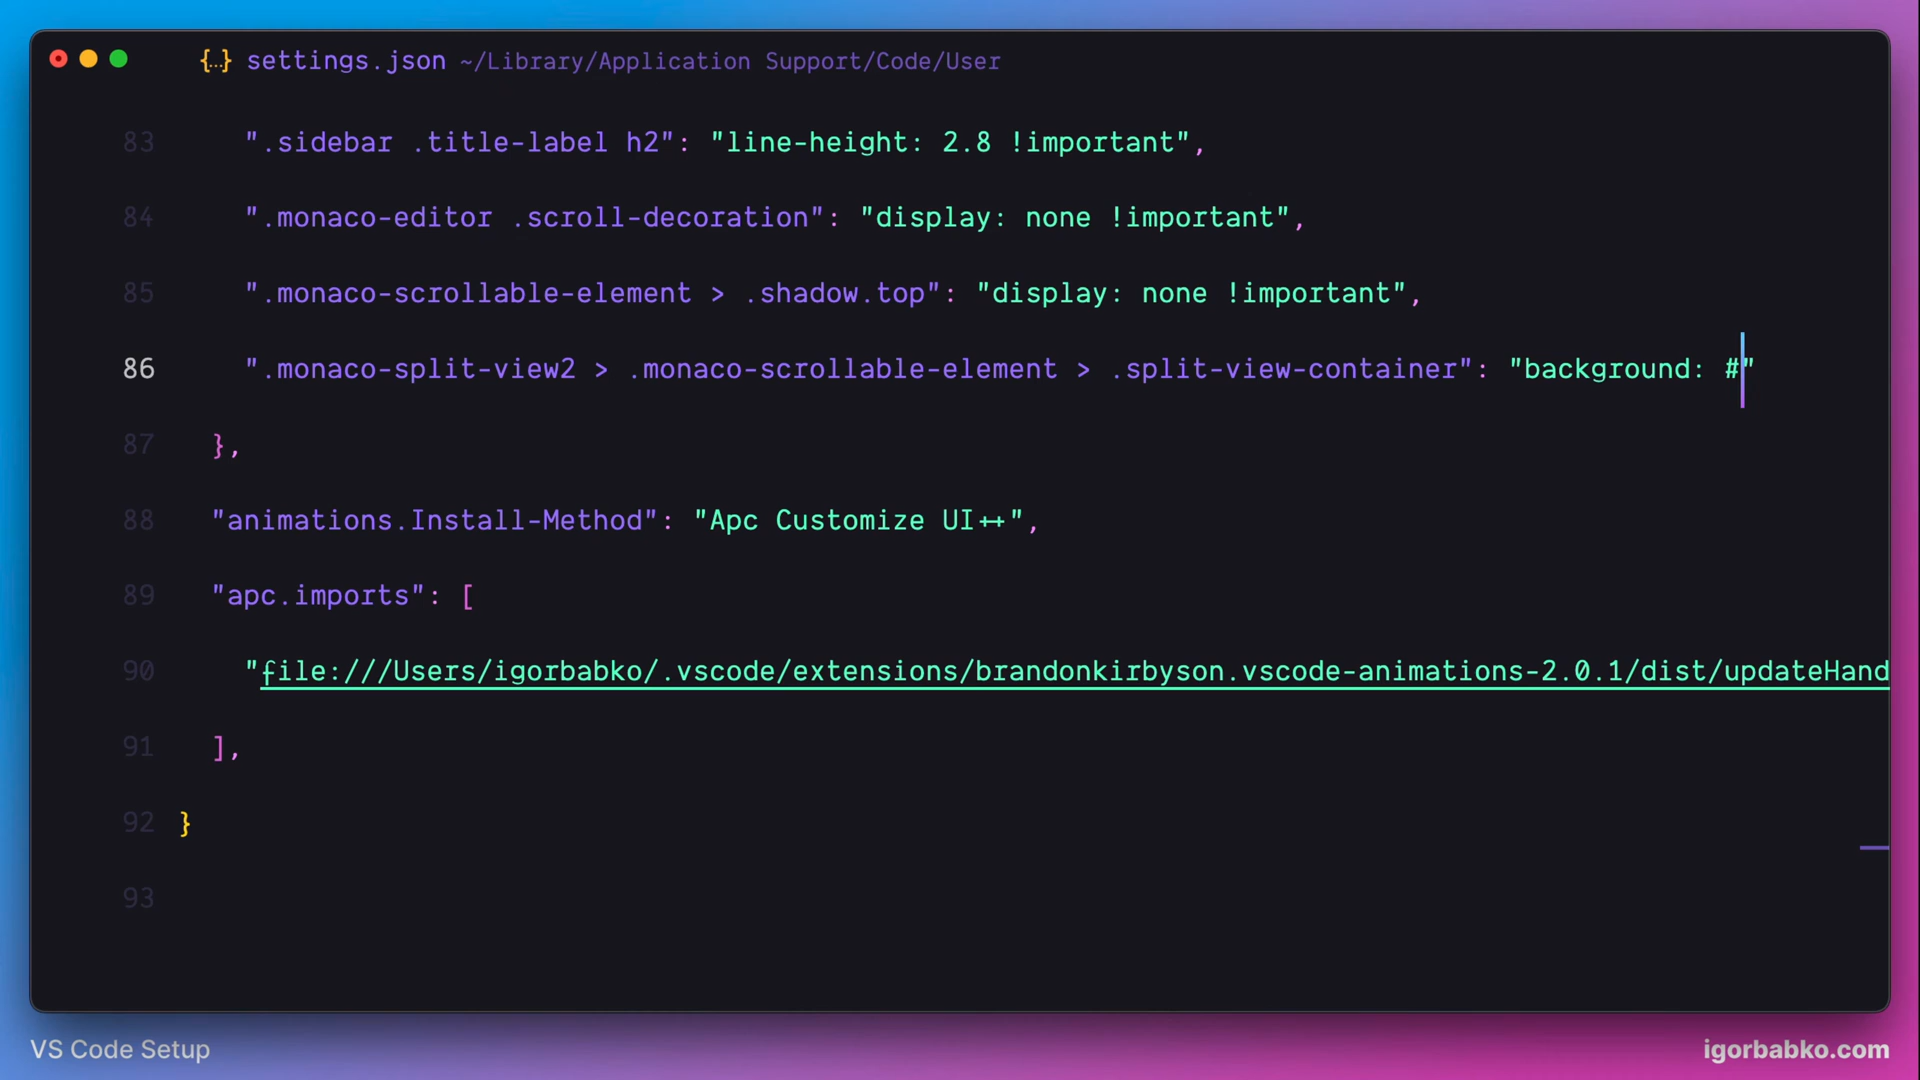 {...} settings.json ~/Library/Application Support/Code/User
83 ".sidebar .title-label h2": "line-height: 2.8 !important",
84 ".monaco-editor .scroll-decoration": "display: none !important",
85 ".monaco-scrollable-element > .shadow.top": "display: none !important",
86 ".monaco-split-view2 > .monaco-scrollable-element > .split-view-container": "background: #"
87 },
88 "animations.Install-Method": "Apc Customize UI++",
89 "apc.imports": [
90 "file:///Users/igorbabko/.vscode/extensions/brandonkirbyson.vscode-animations-2.0.1/dist/updateHand
91 ],
92 }
93
VS Code Setup
igorbabko.com